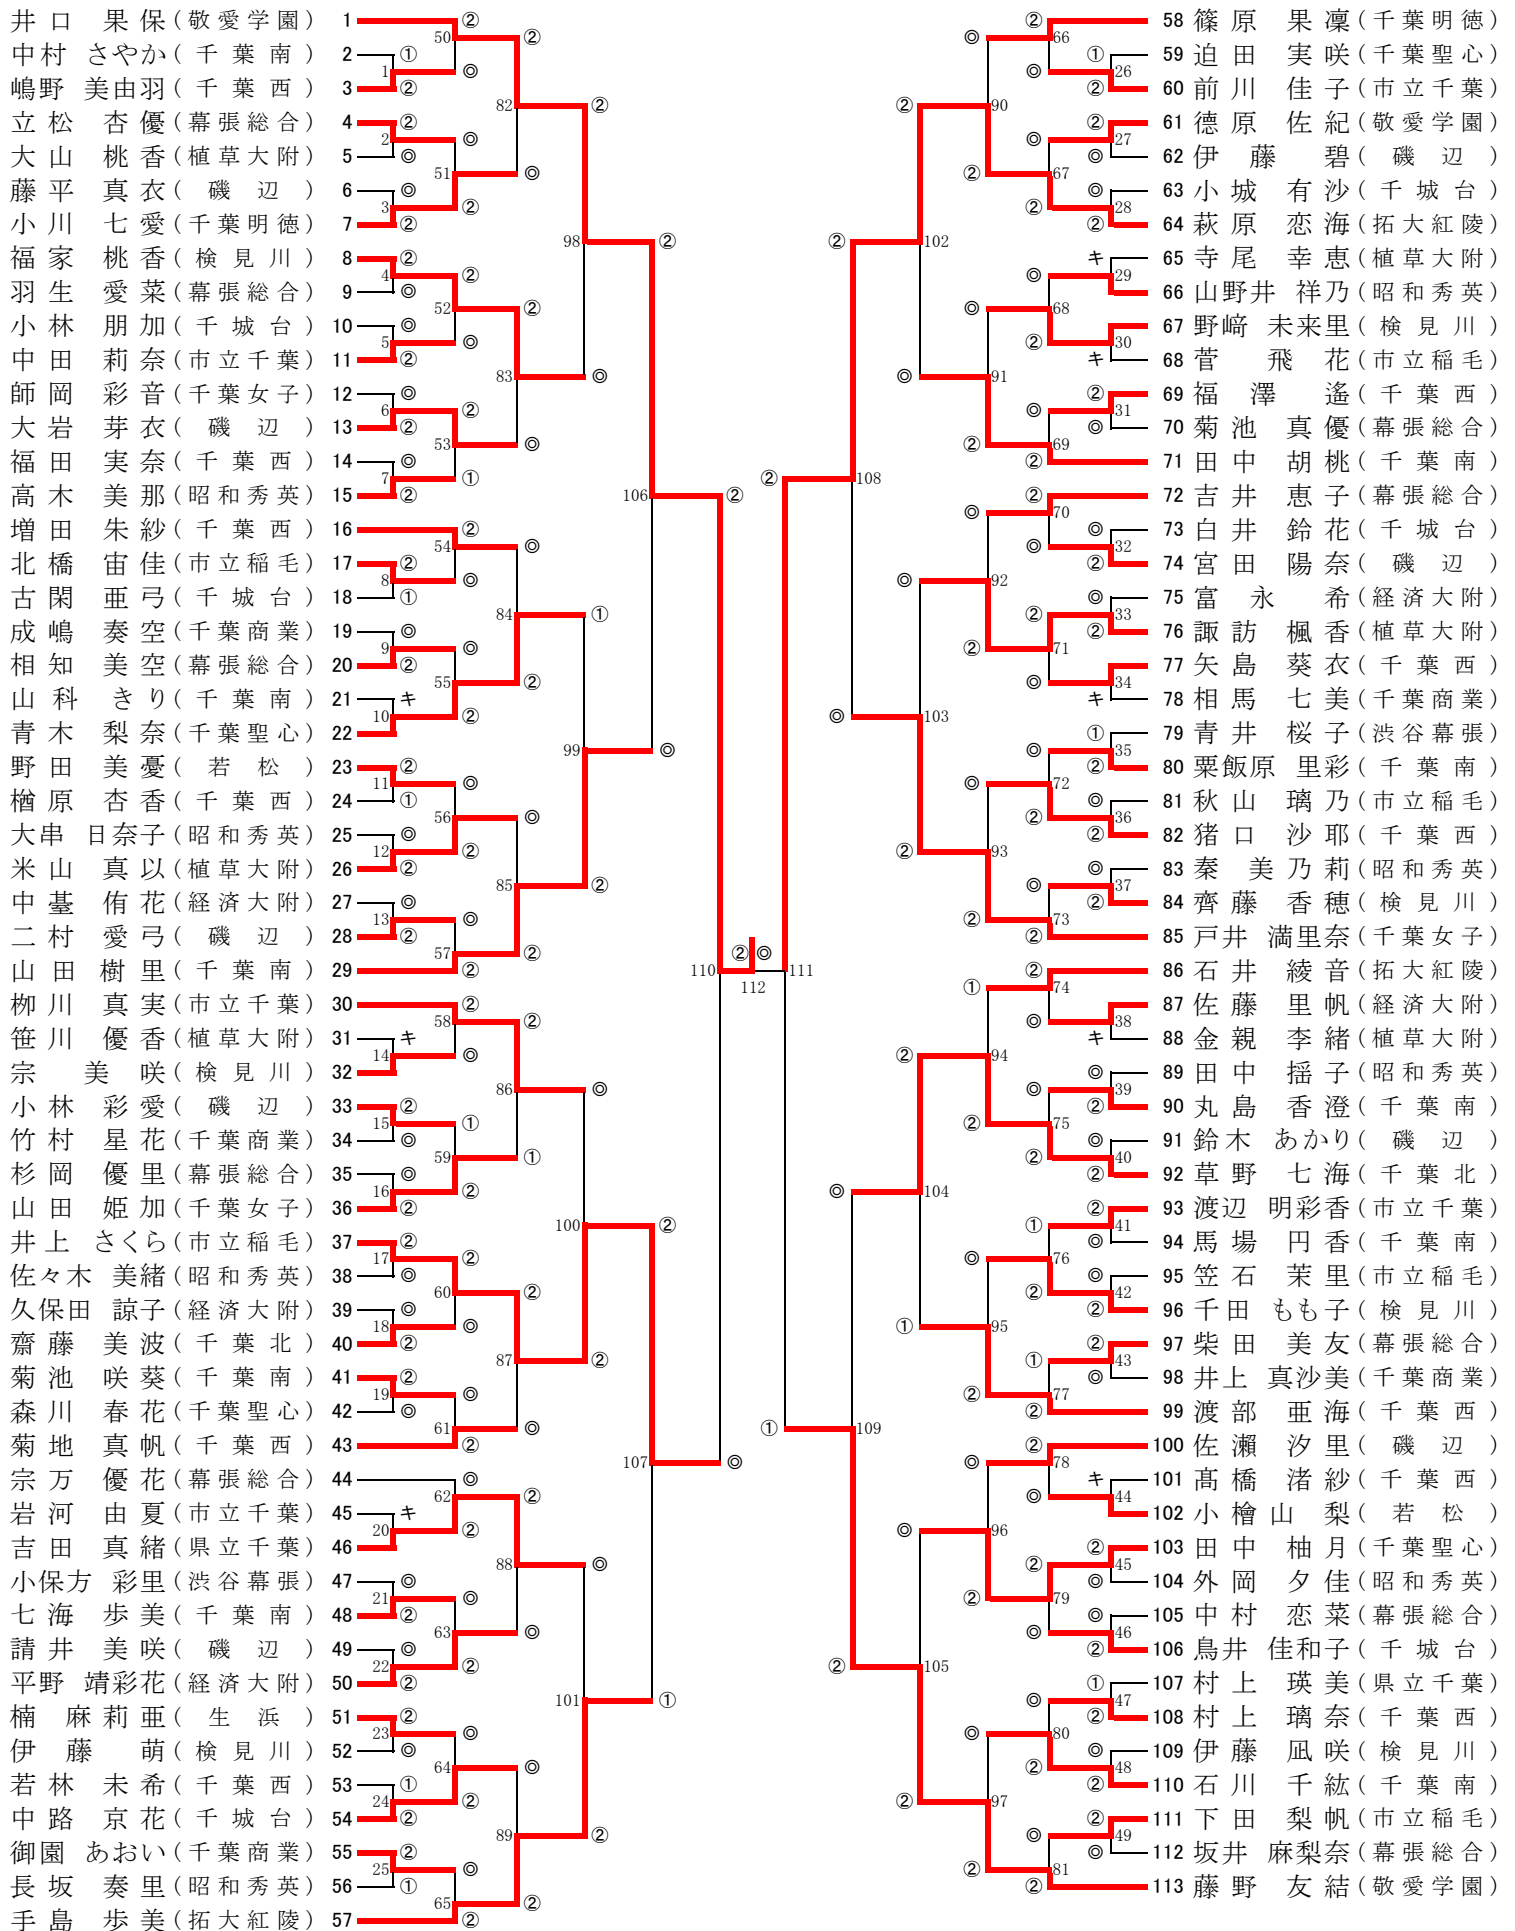 井口 果保(敬愛学園) 1
中村 さやか(千葉南) 2
嶋野 美由羽(千葉西) 3
立松 杏優(幕張総合) 4
大山 桃香(植草大附) 5
藤平 真衣(磯辺) 6
小川 七愛(千葉明徳) 7
福家 桃香(検見川) 8
羽生 愛菜(幕張総合) 9
小林 朋加(千城台) 10
中田 莉奈(市立千葉) 11
師岡 彩音(千葉女子) 12
大岩 芽衣(磯辺) 13
福田 実奈(千葉西) 14
高木 美那(昭和秀英) 15
増田 朱紗(千葉西) 16
北橋 宙佳(市立稲毛) 17
古閑 亜弓(千城台) 18
成嶋 奏空(千葉商業) 19
相知 美空(幕張総合) 20
山科 きり(千葉南) 21
青木 梨奈(千葉聖心) 22
野田 美憂(若松) 23
楢原 杏香(千葉西) 24
大串 日奈子(昭和秀英) 25
米山 真以(植草大附) 26
中基 侑花(経済大附) 27
二村 愛弓(磯辺) 28
山田 樹里(千葉南) 29
栁川 真実(市立千葉) 30
笹川 優香(植草大附) 31
宗 美咲(検見川) 32
小林 彩愛(磯辺) 33
竹村 星花(千葉商業) 34
杉岡 優里(幕張総合) 35
山田 姫加(千葉女子) 36
井上 さくら(市立稲毛) 37
佐々木 美緒(昭和秀英) 38
久保田 諒子(経済大附) 39
齋藤 美波(千葉北) 40
菊池 咲葵(千葉南) 41
森川 春花(千葉聖心) 42
菊地 真帆(千葉西) 43
宗万 優花(幕張総合) 44
岩河 由夏(市立千葉) 45
吉田 真緒(県立千葉) 46
小保方 彩里(渋谷幕張) 47
七海 歩美(千葉南) 48
請井 美咲(磯辺) 49
平野 靖彩花(経済大附) 50
楠 麻莉亜(生浜) 51
伊藤 萌(検見川) 52
若林 未希(千葉西) 53
中路 京花(千城台) 54
御園 あおい(千葉商業) 55
長坂 奏里(昭和秀英) 56
手島 歩美(拓大紅陵) 57
58 篠原 果凜(千葉明徳)
59 迫田 実咲(千葉聖心)
60 前川 佳子(市立千葉)
61 德原 佐紀(敬愛学園)
62 伊藤 碧(磯辺)
63 小城 有沙(千城台)
64 萩原 恋海(拓大紅陵)
65 寺尾 幸恵(植草大附)
66 山野井 祥乃(昭和秀英)
67 野﨑 未来里(検見川)
68 菅 飛花(市立稲毛)
69 福澤 遙(千葉西)
70 菊池 真優(幕張総合)
71 田中 胡桃(千葉南)
72 吉井 恵子(幕張総合)
73 白井 鈴花(千城台)
74 宮田 陽奈(磯辺)
75 富永 希(経済大附)
76 諏訪 楓香(植草大附)
77 矢島 葵衣(千葉西)
78 相馬 七美(千葉商業)
79 青井 桜子(渋谷幕張)
80 粟飯原 里彩(千葉南)
81 秋山 璃乃(市立稲毛)
82 猪口 沙耶(千葉西)
83 秦 美乃莉(昭和秀英)
84 齊藤 香穂(検見川)
85 戸井 満里奈(千葉女子)
86 石井 綾音(拓大紅陵)
87 佐藤 里帆(経済大附)
88 金親 李緒(植草大附)
89 田中 揺子(昭和秀英)
90 丸島 香澄(千葉南)
91 鈴木 あかり(磯辺)
92 草野 七海(千葉北)
93 渡辺 明彩香(市立千葉)
94 馬場 円香(千葉南)
95 笠石 茉里(市立稲毛)
96 千田 もも子(検見川)
97 柴田 美友(幕張総合)
98 井上 真沙美(千葉商業)
99 渡部 亜海(千葉西)
100 佐瀬 汐里(磯辺)
101 髙橋 渚紗(千葉西)
102 小檜山 梨(若松)
103 田中 柚月(千葉聖心)
104 外岡 夕佳(昭和秀英)
105 中村 恋菜(幕張総合)
106 鳥井 佳和子(千城台)
107 村上 瑛美(県立千葉)
108 村上 璃奈(千葉西)
109 伊藤 凪咲(検見川)
110 石川 千紘(千葉南)
111 下田 梨帆(市立稲毛)
112 坂井 麻梨奈(幕張総合)
113 藤野 友結(敬愛学園)